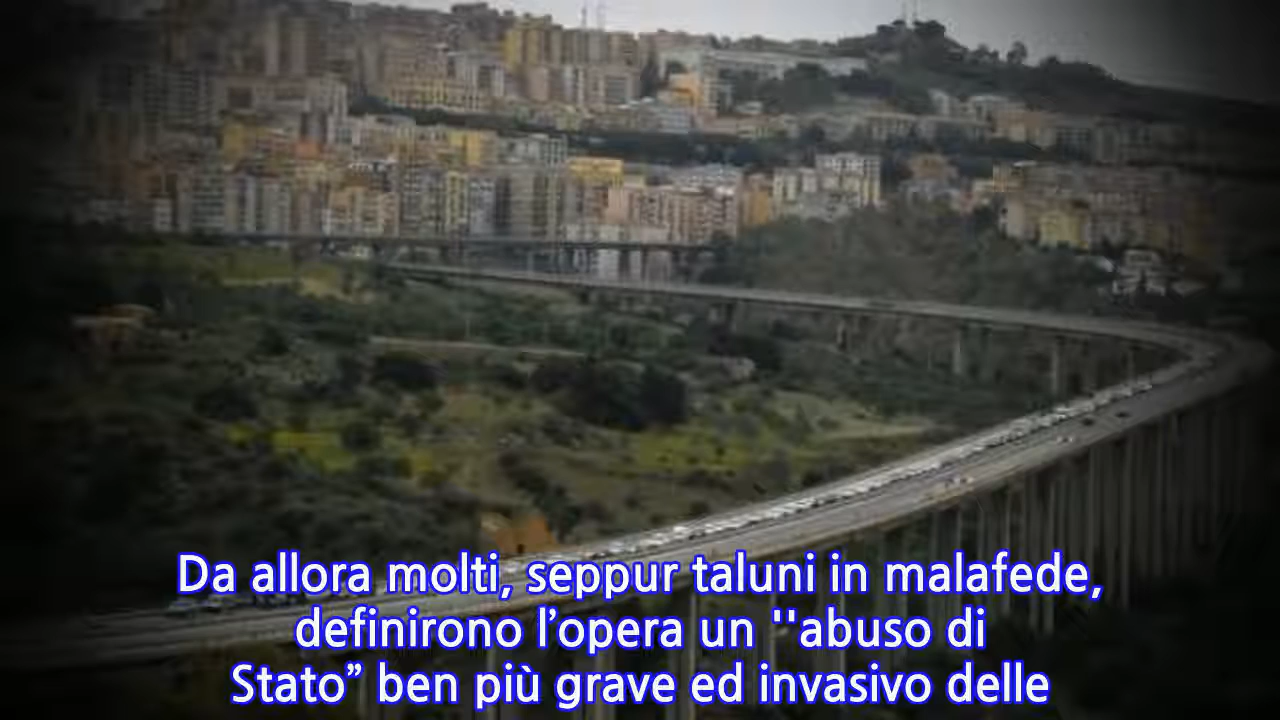 Da allora molti, seppur taluni in malafede,
definirono l’opera un ''abuso di
Stato” ben più grave ed invasivo delle